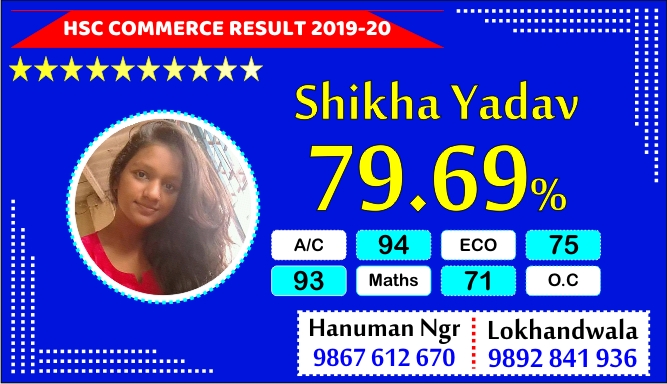 HSC COMMERCE RESULT 2019-20
Shikha Yadav
79.69%
A/C 94 ECO 75
93 Maths 71 O.C
Hanuman Ngr Lokhandwala
9867 612 670 9892 841 936